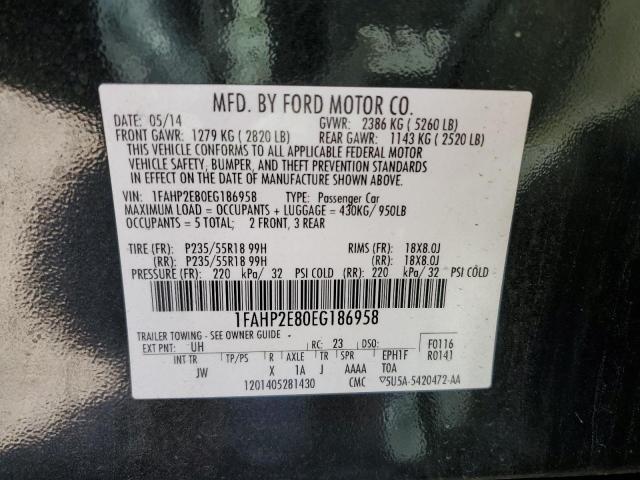 MFD. BY FORD MOTOR CO.
DATE: 05/14 GVWR: 2386 KG ( 5260 LB)
FRONT GAWR: 1279 KG ( 2820 LB) REAR GAWR: 1143 KG ( 2520 LB)
THIS VEHICLE CONFORMS TO ALL APPLICABLE FEDERAL MOTOR
VEHICLE SAFETY, BUMPER, AND THEFT PREVENTION STANDARDS
IN EFFECT ON THE DATE OF MANUFACTURE SHOWN ABOVE.
VIN: 1FAHP2E80EG186958 TYPE: Passenger Car
MAXIMUM LOAD = OCCUPANTS + LUGGAGE = 430KG/ 950LB
OCCUPANTS = 5 TOTAL; 2 FRONT, 3 REAR
TIRE (FR): P235/55R18 99H RIMS (FR): 18X8.0J
(RR): P235/55R18 99H (RR): 18X8.0J
PRESSURE (FR): 220 kPa/ 32 PSI COLD (RR): 220 kPa/ 32 PSI COLD
1FAHP2E80EG186958
TRAILER TOWING - SEE OWNER GUIDE -
EXT PNT: UH RC: 23 DSO: F0116
INT TR TP/PS R AXLE TR SPR EPH1F R0141
JW X 1A J AAAA TOA
1201405281430 CMC 5U5A-5420472-AA